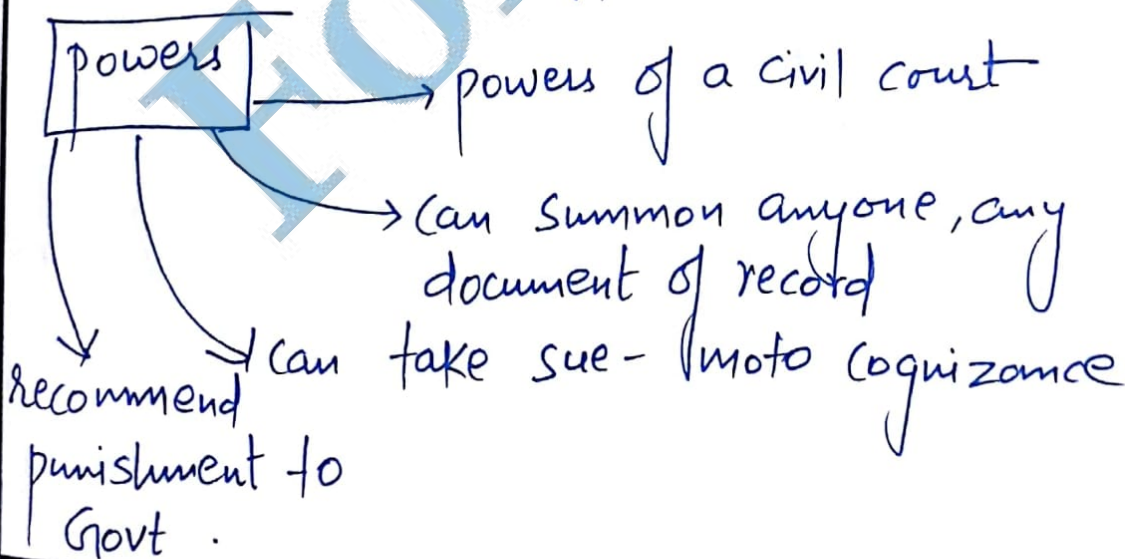 powers
powers of a Civil court
Can Summon anyone, any
document of record
Can take sue-moto Cognizance
recommend
punishment to
Govt.